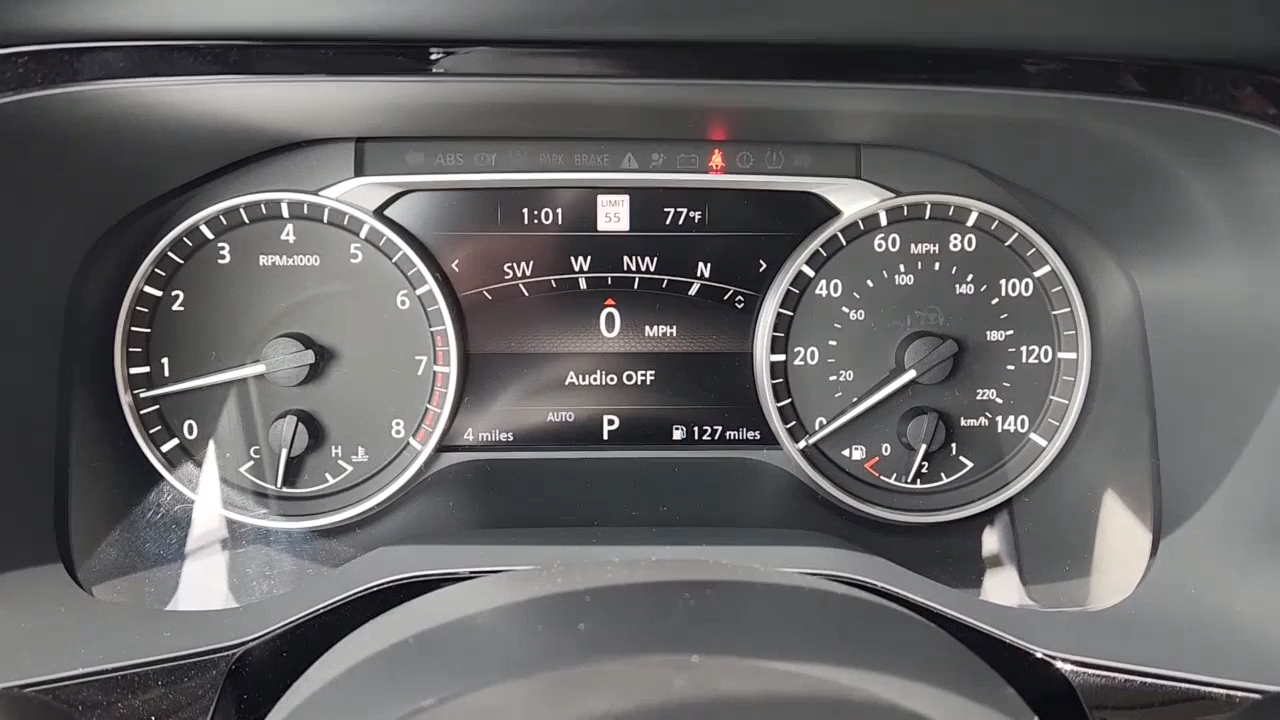 ABS PARK BRAKE
1:01 LIMIT 55 77°F
SW W NW N
0 MPH
Audio OFF
AUTO
4 miles P 127 miles
RPMx1000
0 1 2 3 4 5 6 7 8
C H
MPH
0 20 40 60 80 100 120 140
20 60 100 140 180 220
km/h
0 1/2 1